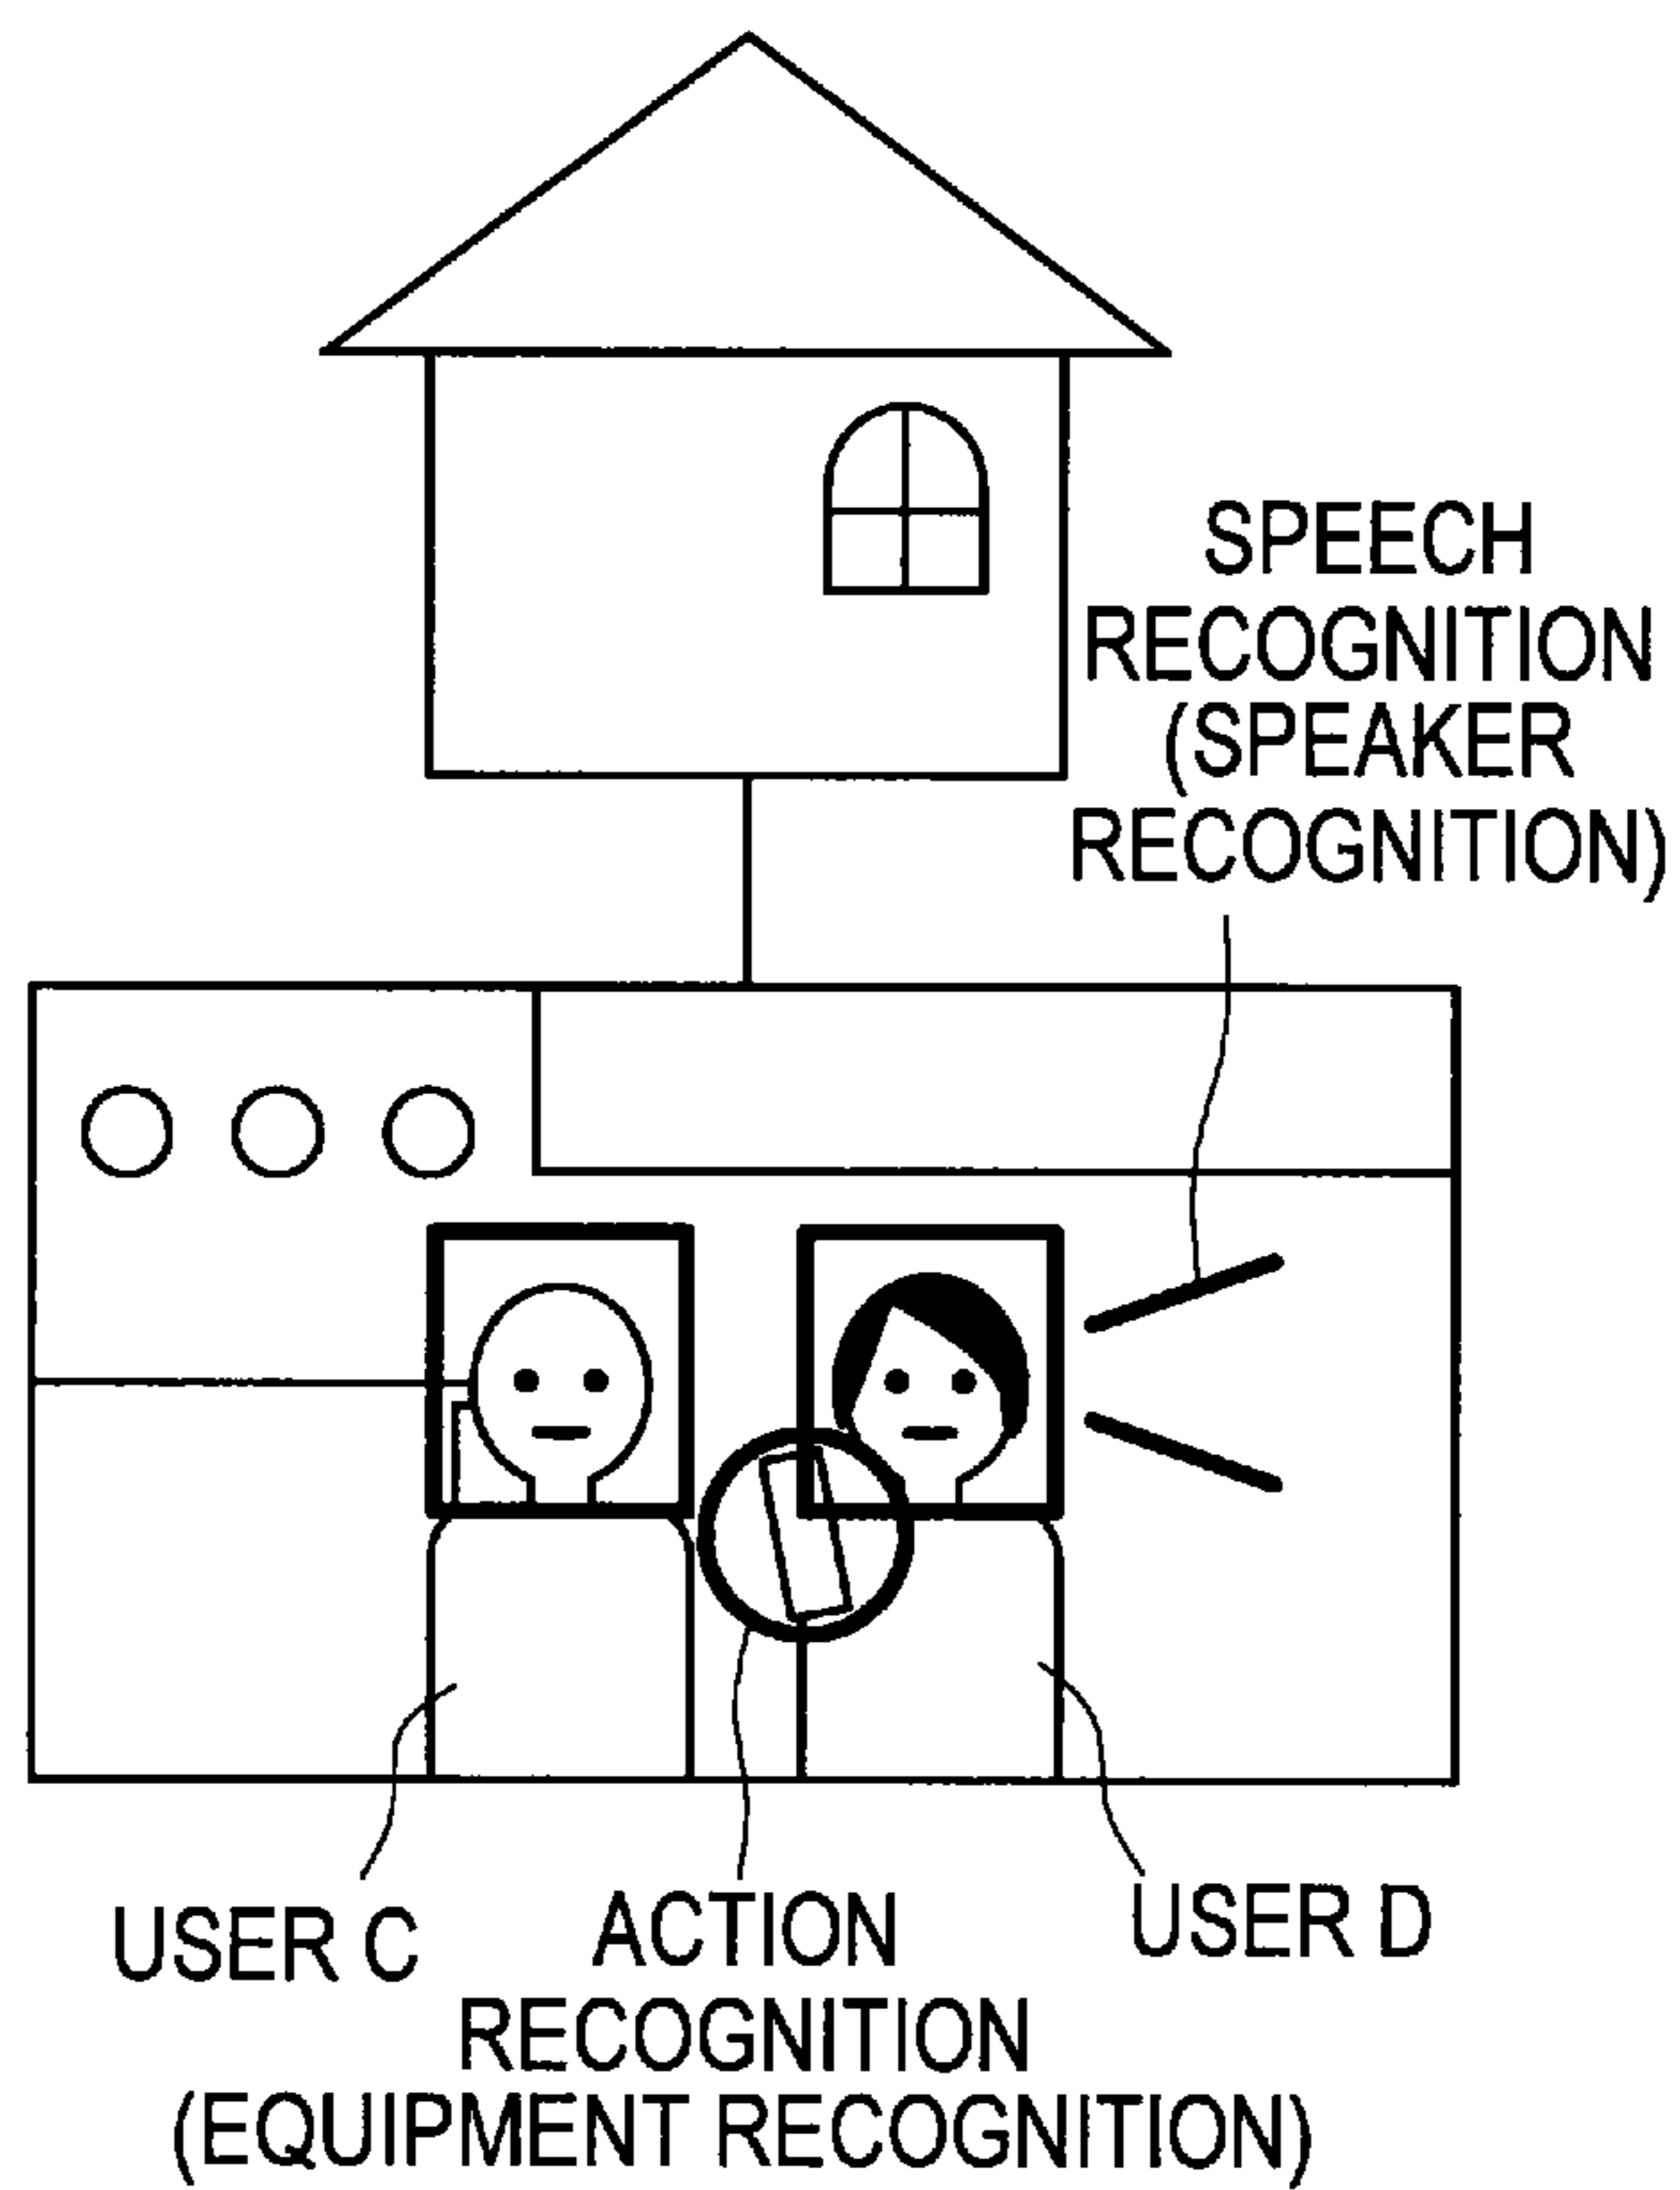 SPEECH
RECOGNITION
(SPEAKER
RECOGNITION)
USER C
ACTION
RECOGNITION
(EQUIPMENT RECOGNITION)
USER D